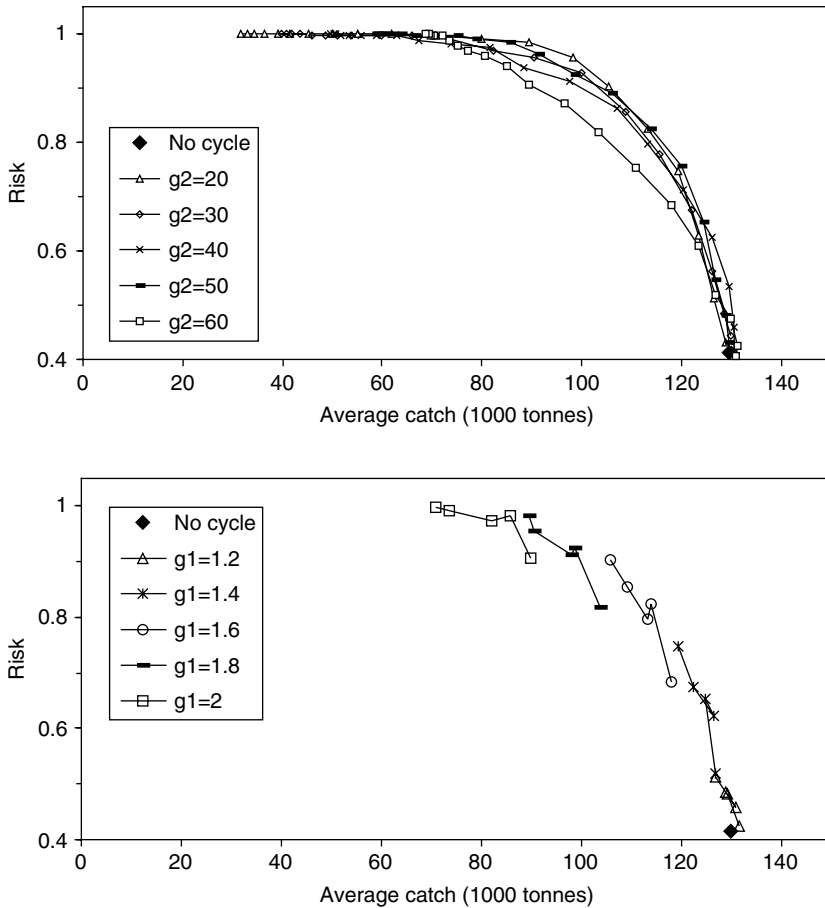 1
0.8
0.6
0.4
Risk
No cycle
g2=20
g2=30
g2=40
g2=50
g2=60
0 20 40 60 80 100 120 140
Average catch (1000 tonnes)
1
0.8
0.6
0.4
Risk
No cycle
g1=1.2
g1=1.4
g1=1.6
g1=1.8
g1=2
0 20 40 60 80 100 120 140
Average catch (1000 tonnes)